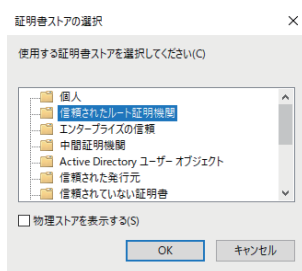 証明書ストアの選択
使用する証明書ストアを選択してください(C)
個人
信頼されたルート証明機関
エンタープライズの信頼
中間証明機関
Active Directory ユーザー オブジェクト
信頼された発行元
信頼されていない証明書
物理ストアを表示する(S)
OK キャンセル